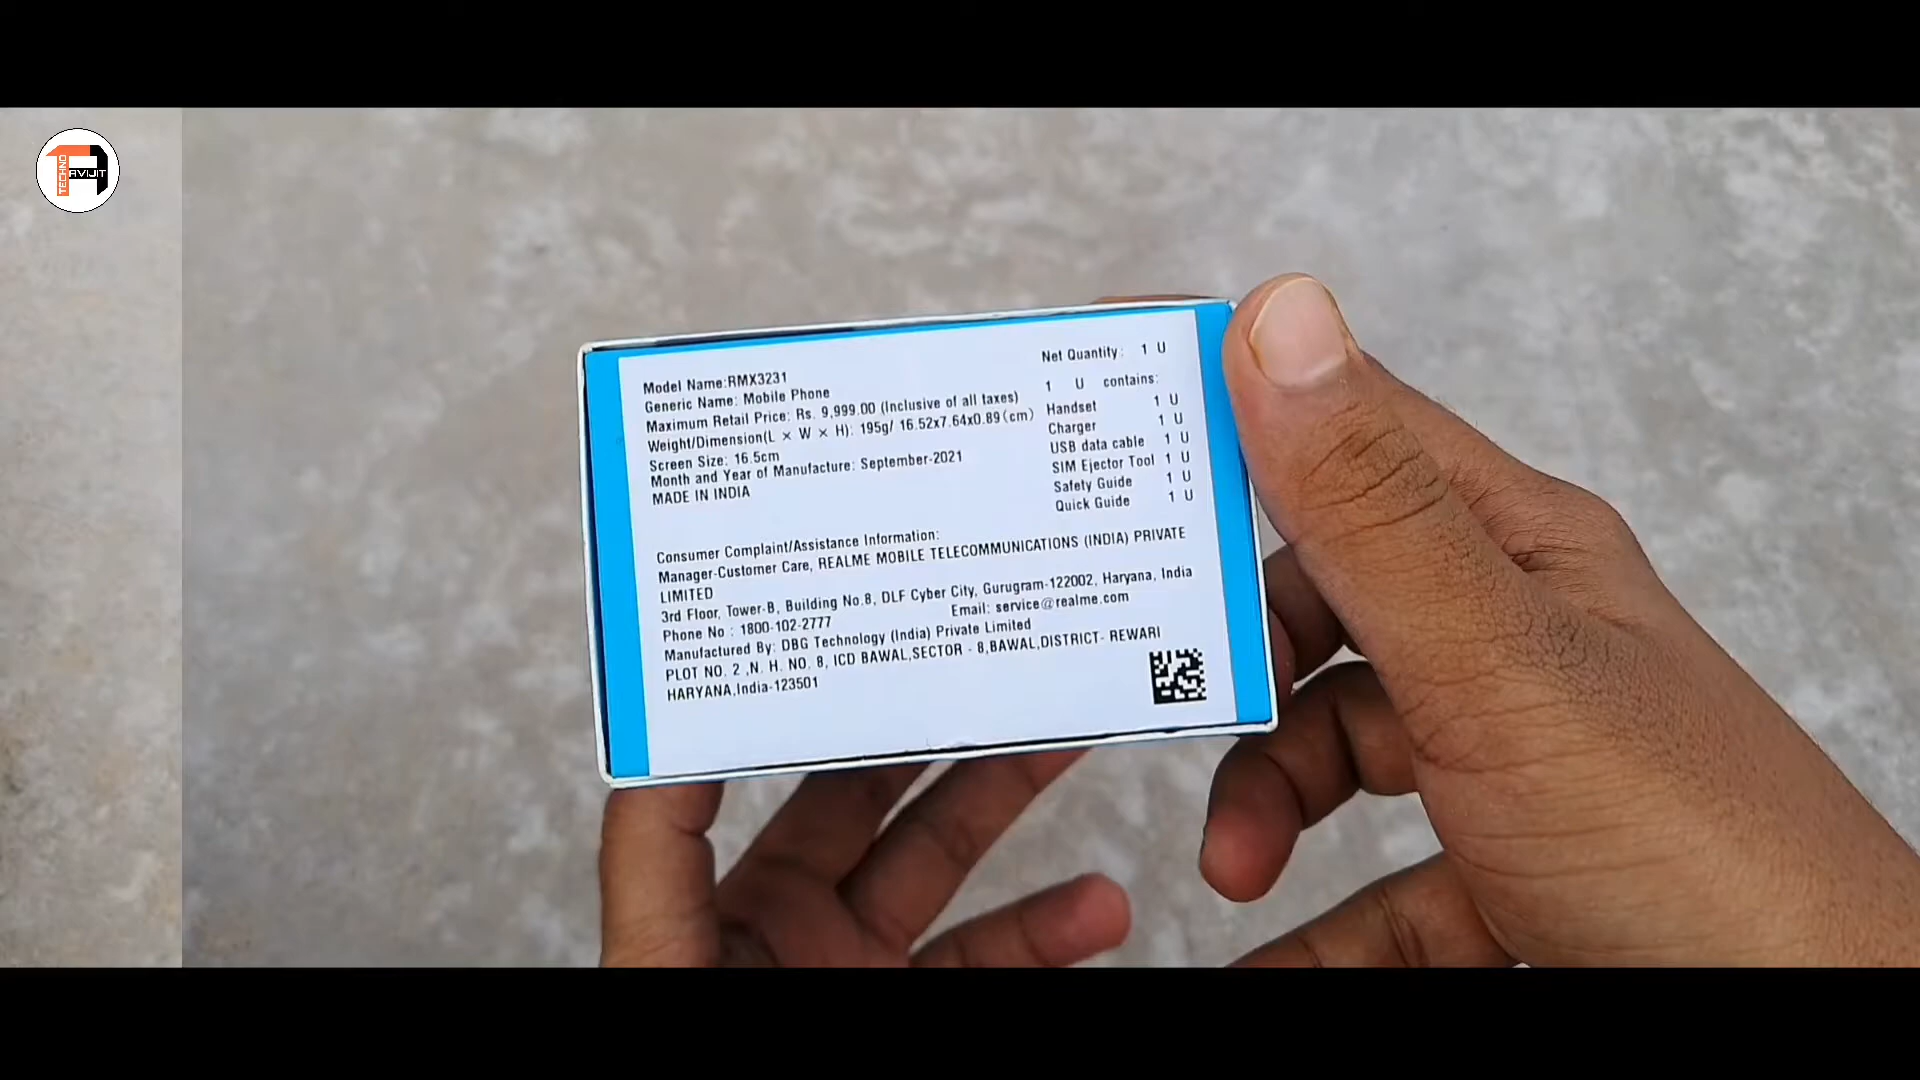 TECHNO
AVIJIT
Model Name:RMX3231
Generic Name: Mobile Phone
Maximum Retail Price: Rs. 9,999.00 (Inclusive of all taxes)
Weight/Dimension(L × W × H): 195g/ 16.52x7.64x0.89(cm)
Screen Size: 16.5cm
Month and Year of Manufacture: September-2021
MADE IN INDIA
Net Quantity: 1 U
1 U contains:
Handset 1 U
Charger 1 U
USB data cable 1 U
SIM Ejector Tool 1 U
Safety Guide 1 U
Quick Guide 1 U
Consumer Complaint/Assistance Information:
Manager-Customer Care, REALME MOBILE TELECOMMUNICATIONS (INDIA) PRIVATE
LIMITED
3rd Floor, Tower-B, Building No.8, DLF Cyber City, Gurugram-122002, Haryana, India
Phone No : 1800-102-2777 Email: service@realme.com
Manufactured By: DBG Technology (India) Private Limited
PLOT NO. 2 ,N. H. NO. 8, ICD BAWAL,SECTOR - 8,BAWAL,DISTRICT- REWARI
HARYANA,India-123501